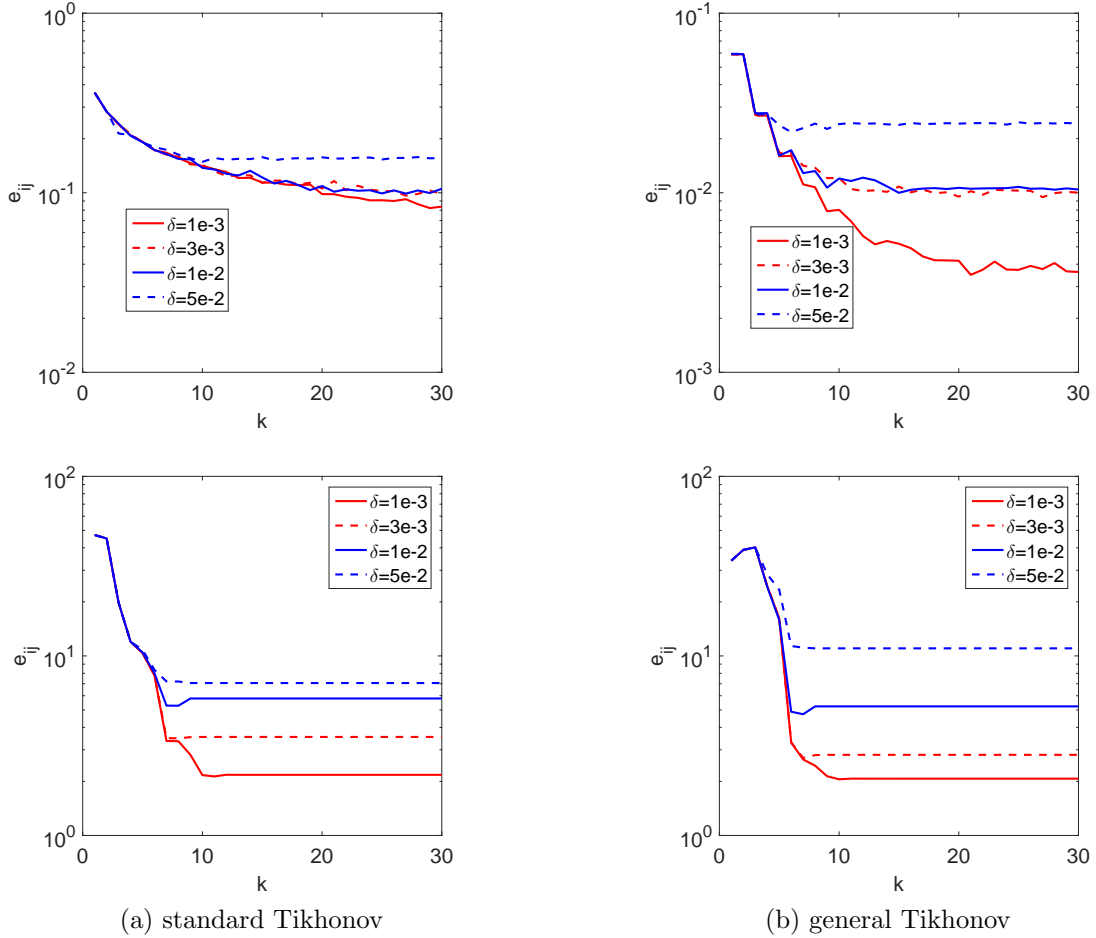 10^0
10^-1
10^-2
e_ij
0 10 20 30
k
δ=1e-3
δ=3e-3
δ=1e-2
δ=5e-2
10^-1
10^-2
10^-3
e_ij
0 10 20 30
k
δ=1e-3
δ=3e-3
δ=1e-2
δ=5e-2
10^2
10^1
10^0
e_ij
0 10 20 30
k
δ=1e-3
δ=3e-3
δ=1e-2
δ=5e-2
10^2
10^1
10^0
e_ij
0 10 20 30
k
δ=1e-3
δ=3e-3
δ=1e-2
δ=5e-2
(a) standard Tikhonov
(b) general Tikhonov